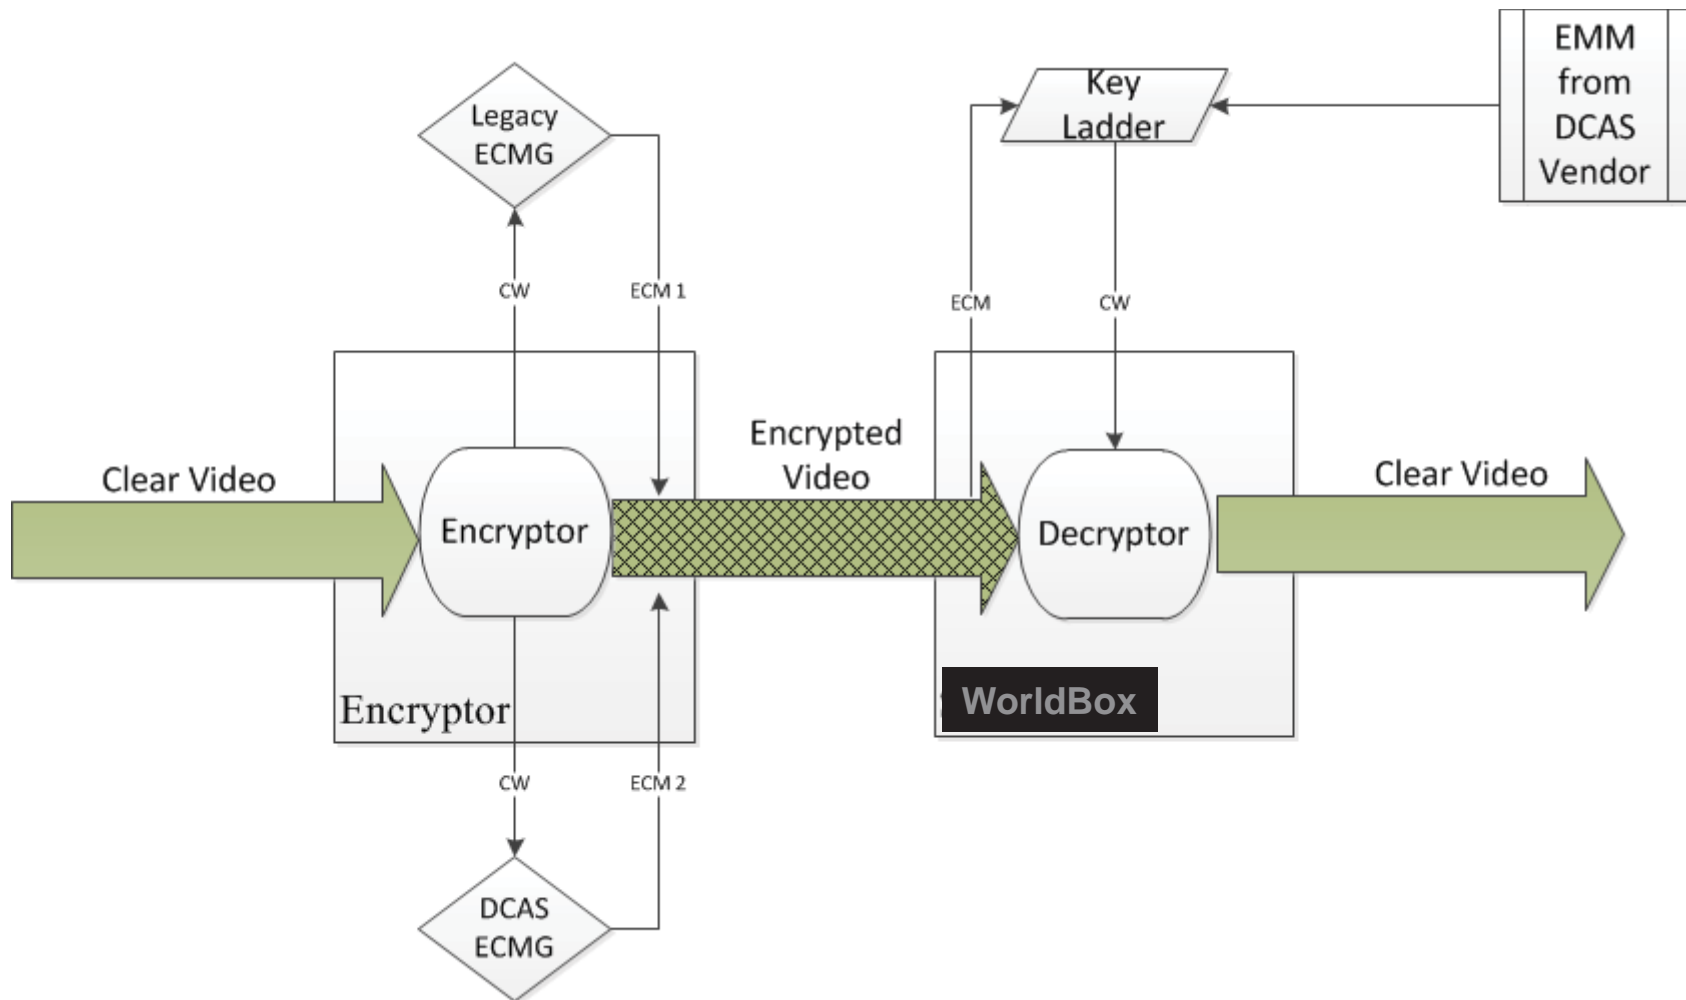 Legacy
ECMG
Key
Ladder
EMM
from
DCAS
Vendor
CW
ECM 1
ECM
CW
Clear Video
Encryptor
Encrypted
Video
Decryptor
Clear Video
Encryptor
WorldBox
CW
ECM 2
DCAS
ECMG